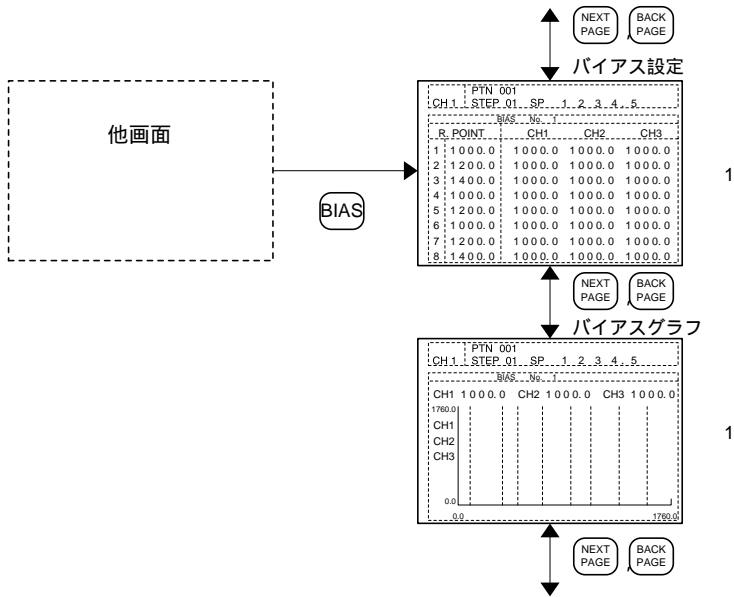 NEXT PAGE , BACK PAGE
バイアス設定
他画面
BIAS
PTN 001
CH 1 STEP 01 SP 1 2 3 4 . 5
BIAS No. 1
R. POINT CH1 CH2 CH3
1 1000.0 1000.0 1000.0 1000.0
2 1200.0 1000.0 1000.0 1000.0
3 1400.0 1000.0 1000.0 1000.0
4 1000.0 1000.0 1000.0 1000.0
5 1200.0 1000.0 1000.0 1000.0
6 1000.0 1000.0 1000.0 1000.0
7 1200.0 1000.0 1000.0 1000.0
8 1400.0 1000.0 1000.0 1000.0
1
NEXT PAGE , BACK PAGE
バイアスグラフ
PTN 001
CH 1 STEP 01 SP 1 2 3 4 . 5
BIAS No. 1
CH1 1000.0 CH2 1000.0 CH3 1000.0
1760.0
CH1
CH2
CH3
0.0
0.0 1760.0
1
NEXT PAGE , BACK PAGE